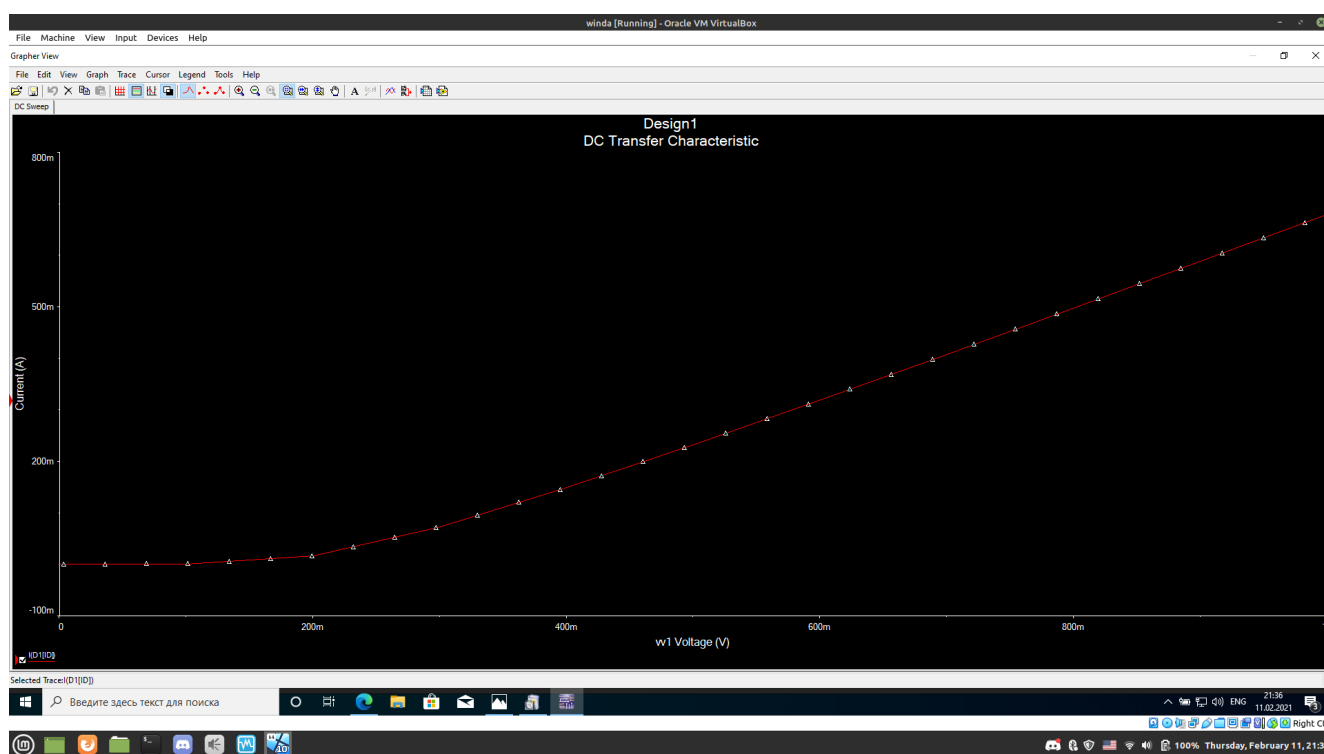 winda [Running] - Oracle VM VirtualBox
File Machine View Input Devices Help
Grapher View
File Edit View Graph Trace Cursor Legend Tools Help
DC Sweep
Design1
DC Transfer Characteristic
800m
500m
200m
-100m
Current (A)
0 200m 400m 600m 800m
vv1 Voltage (V)
I(D1[ID])
Selected Trace:I(D1[ID])
Введите здесь текст для поиска
ENG
21:36
11.02.2021
3
Right Ct
100% Thursday, February 11, 21:3